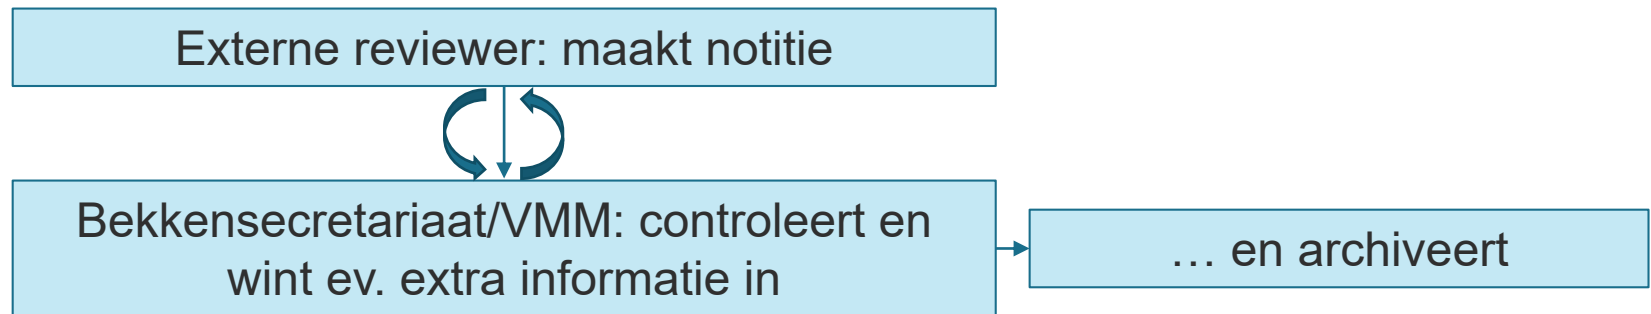 Externe reviewer: maakt notitie
Bekkensecretariaat/VMM: controleert en
wint ev. extra informatie in
… en archiveert